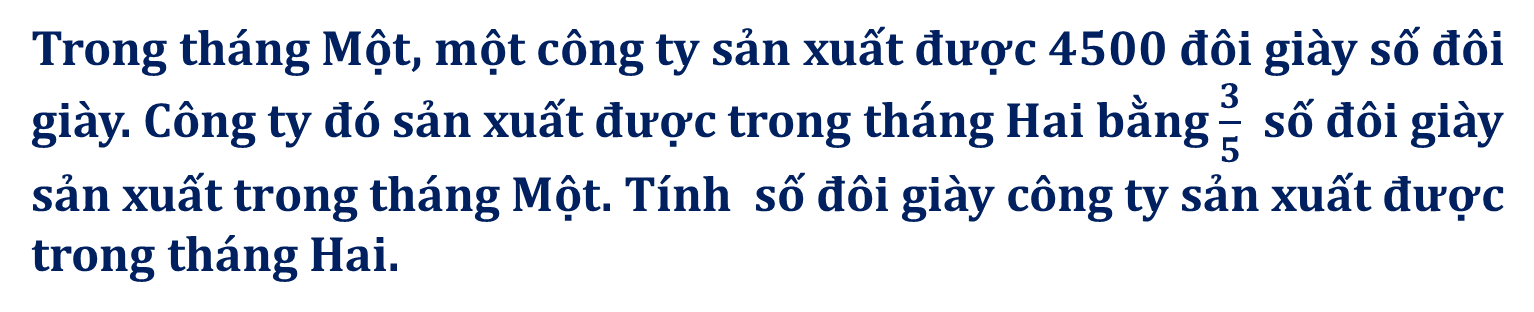 Trong tháng Một, một công ty sản xuất được 4500 đôi giày số đôi
giày. Công ty đó sản xuất được trong tháng Hai bằng 3/5 số đôi giày
sản xuất trong tháng Một. Tính số đôi giày công ty sản xuất được
trong tháng Hai.